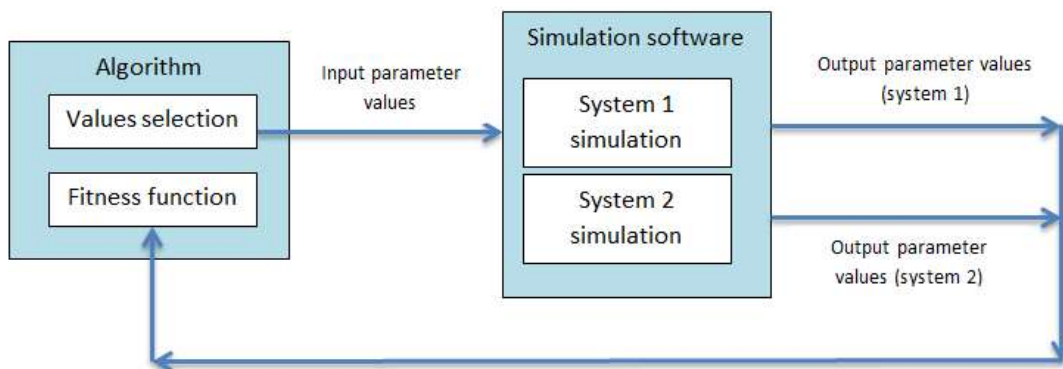 Algorithm
Values selection
Fitness function
Input parameter
values
Simulation software
System 1
simulation
System 2
simulation
Output parameter values
(system 1)
Output parameter
values (system 2)